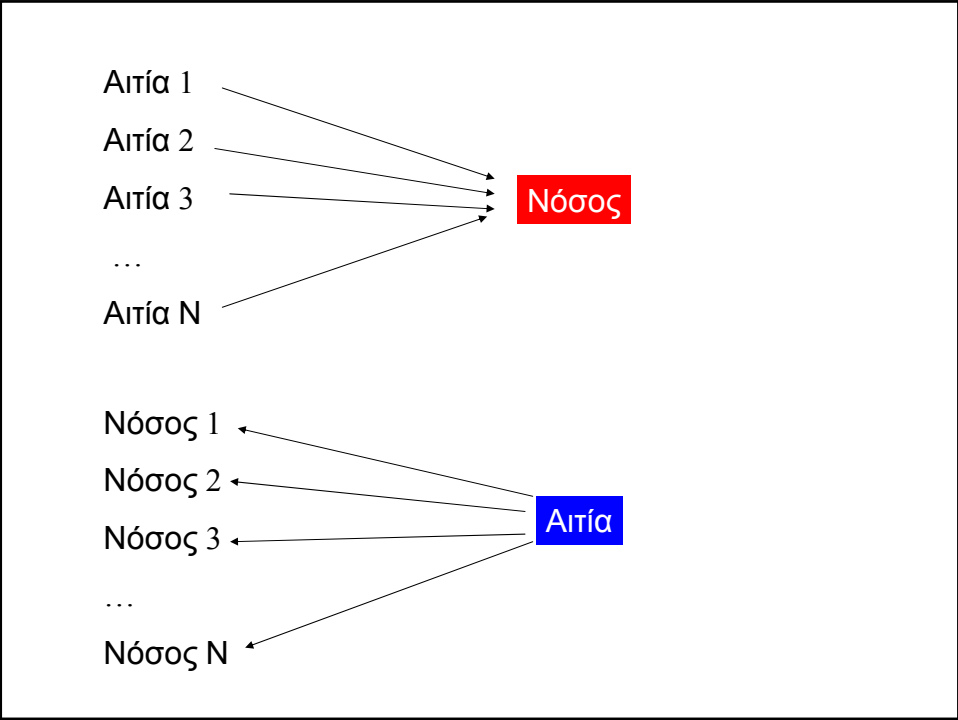 Αιτία 1
Αιτία 2
Αιτία 3
…
Αιτία Ν
Νόσος
Νόσος 1
Νόσος 2
Νόσος 3
…
Νόσος Ν
Αιτία